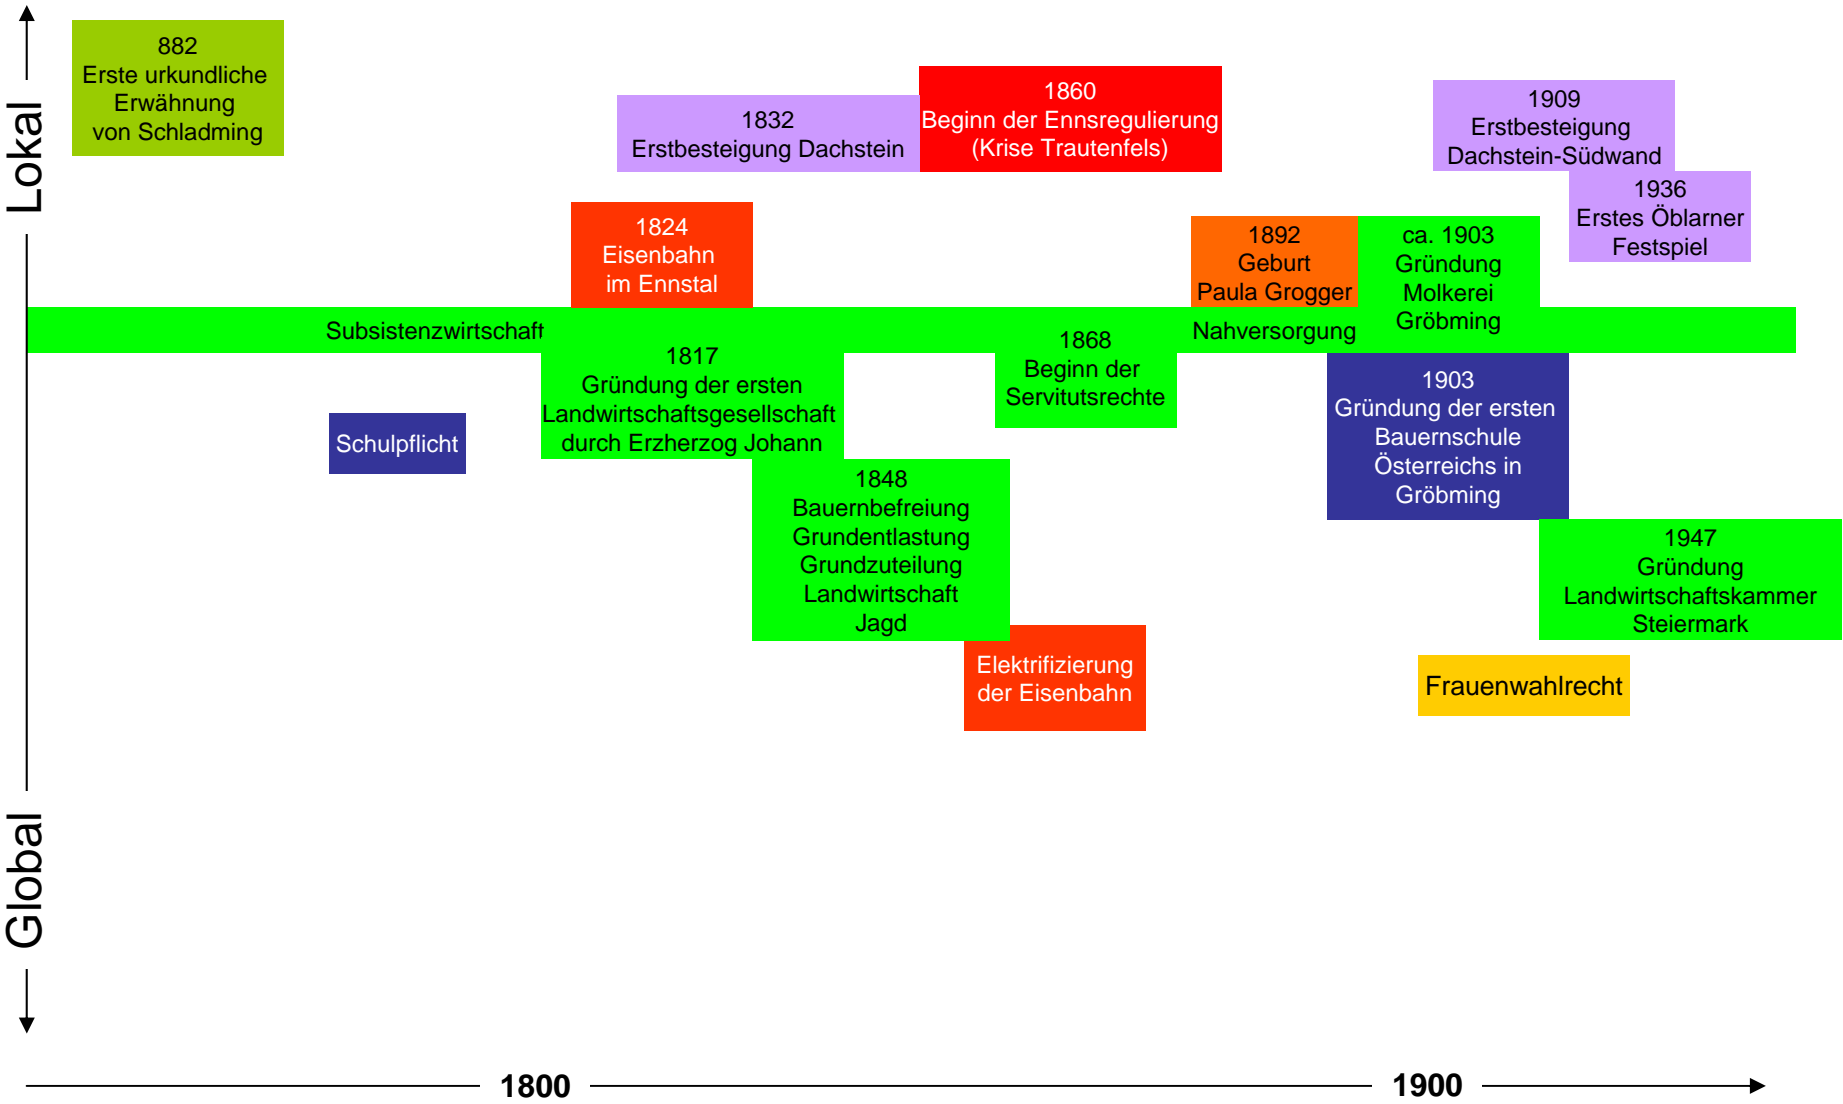 Lokal
882
Erste urkundliche
Erwähnung
von Schladming
1832
Erstbesteigung Dachstein
1860
Beginn der Ennsregulierung
(Krise Trautenfels)
1909
Erstbesteigung
Dachstein-Südwand
1936
Erstes Öblarner
Festspiel
1824
Eisenbahn
im Ennstal
1892
Geburt
Paula Grogger
ca. 1903
Gründung
Molkerei
Gröbming
Subsistenzwirtschaft
Nahversorgung
1817
Gründung der ersten
Landwirtschaftsgesellschaft
durch Erzherzog Johann
1868
Beginn der
Servitutsrechte
1903
Gründung der ersten
Bauernschule
Österreichs in
Gröbming
Schulpflicht
1848
Bauernbefreiung
Grundentlastung
Grundzuteilung
Landwirtschaft
Jagd
1947
Gründung
Landwirtschaftskammer
Steiermark
Elektrifizierung
der Eisenbahn
Frauenwahlrecht
Global
1800
1900